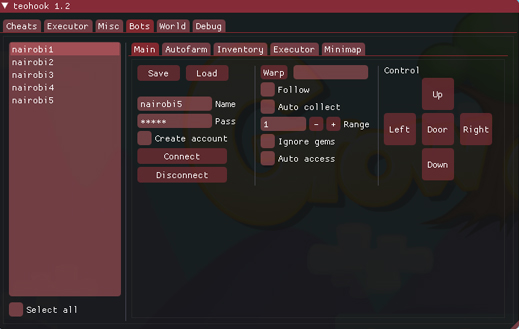 teohook 1.2
Cheats Executor Misc Bots World Debug
nairobi1
nairobi2
nairobi3
nairobi4
nairobi5
Select all
Main Autofarm Inventory Executor Minimap
Save Load
nairobi5 Name
***** Pass
Create account
Connect
Disconnect
Warp
Follow
Auto collect
1 - + Range
Ignore gems
Auto access
Control
Up
Left Door Right
Down